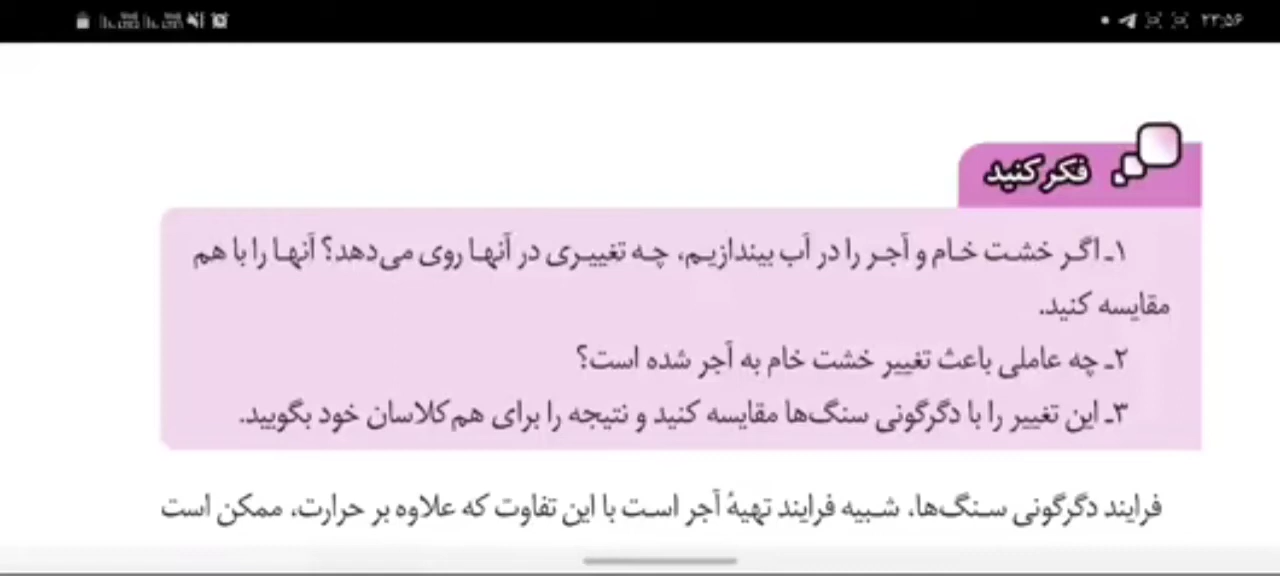 ۲۳:۵۶
فکر کنید
۱ـ اگر خشت خام و آجر را در آب بیندازیم، چه تغییری در آنها روی می‌دهد؟ آنها را با هم
مقایسه کنید.
۲ـ چه عاملی باعث تغییر خشت خام به آجر شده است؟
۳ـ این تغییر را با دگرگونی سنگ‌ها مقایسه کنید و نتیجه را برای هم‌کلاسان خود بگویید.
فرایند دگرگونی سنگ‌ها، شبیه فرایند تهیهٔ آجر است با این تفاوت که علاوه بر حرارت، ممکن است